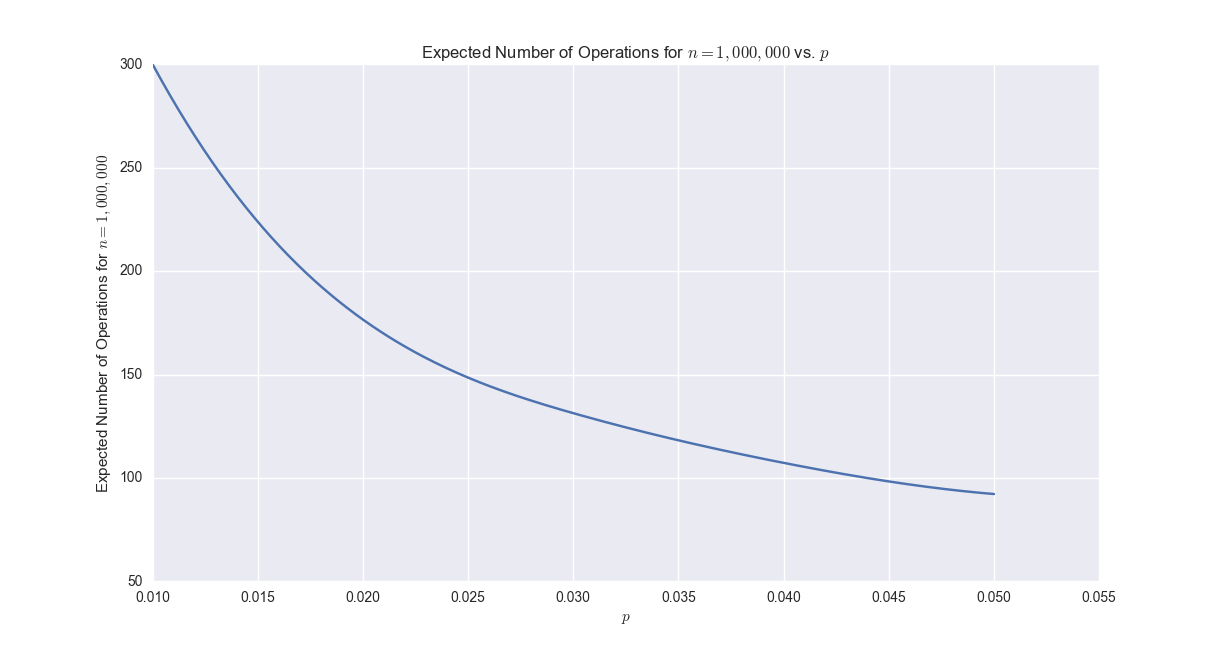 Expected Number of Operations for n = 1, 000, 000 vs. p
Expected Number of Operations for n = 1, 000, 000
300
250
200
150
100
50
0.010 0.015 0.020 0.025 0.030 0.035 0.040 0.045 0.050 0.055
p